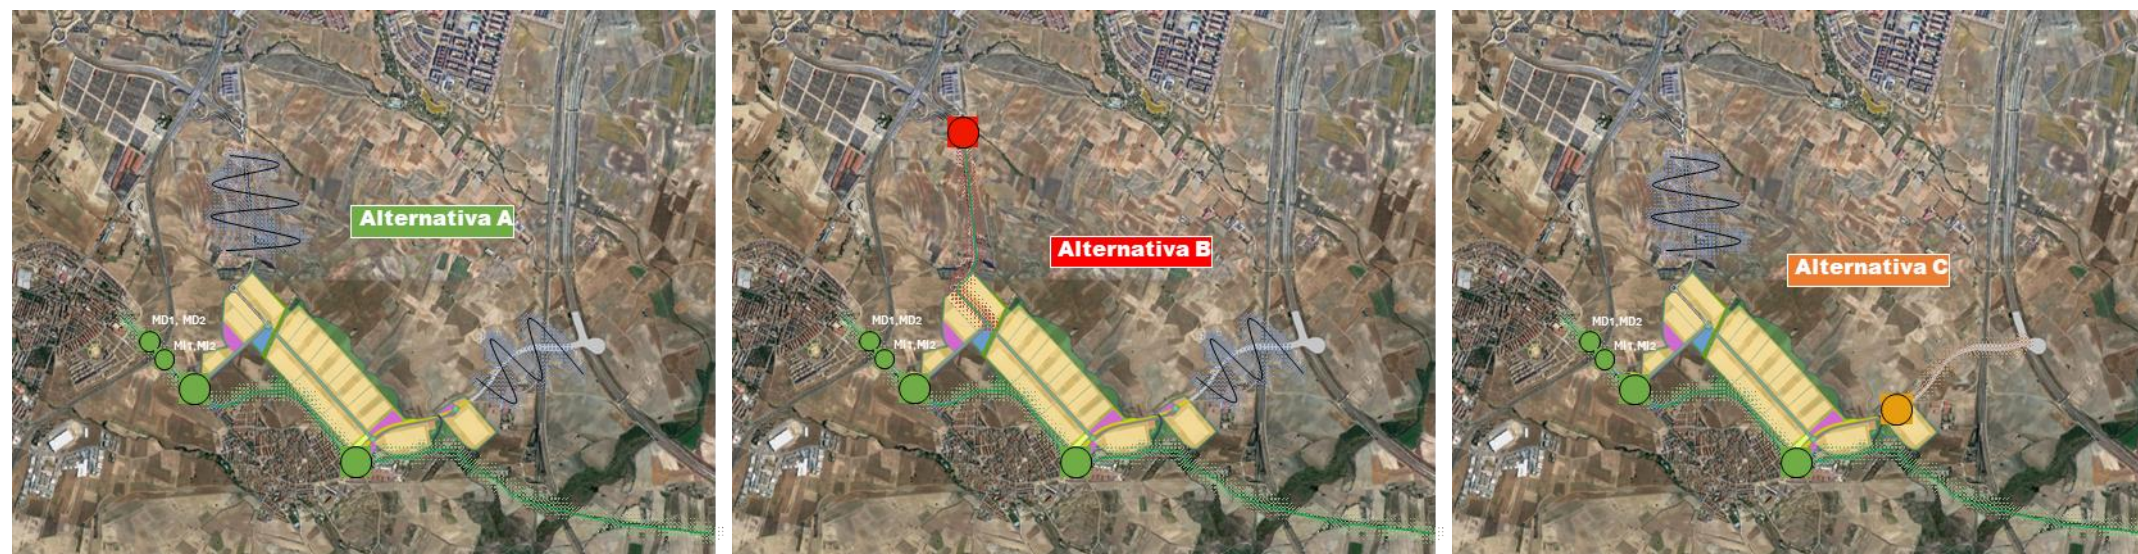 Alternativa A
MD1, MD2
MI1,MI2
Alternativa B
MD1,MD2
MI1,MI2
Alternativa C
MD1,MD2
MI1,MI2